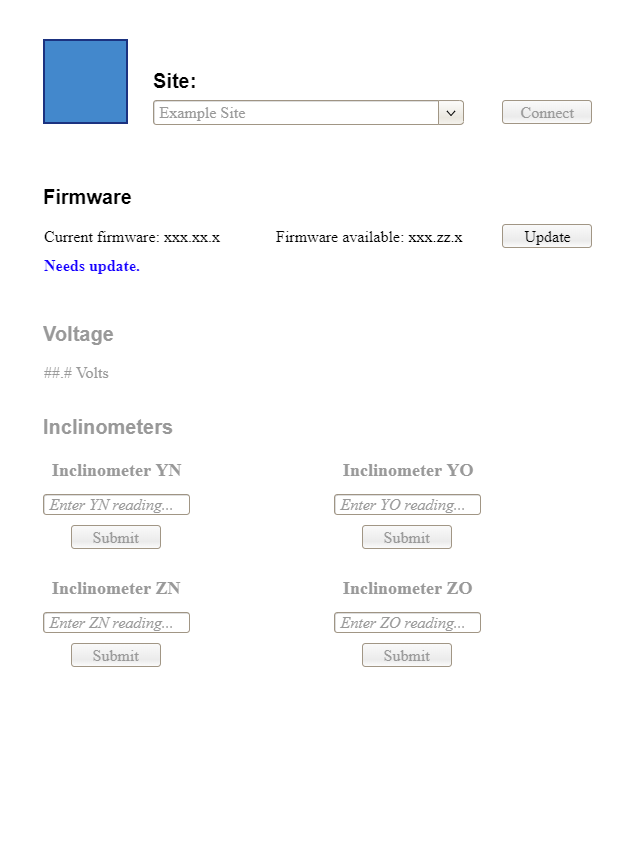 Site:
Example Site
Connect
Firmware
Current firmware: xxx.xx.x Firmware available: xxx.zz.x Update
Needs update.
Voltage
##.# Volts
Inclinometers
Inclinometer YN Inclinometer YO
Enter YN reading... Enter YO reading...
Submit Submit
Inclinometer ZN Inclinometer ZO
Enter ZN reading... Enter ZO reading...
Submit Submit